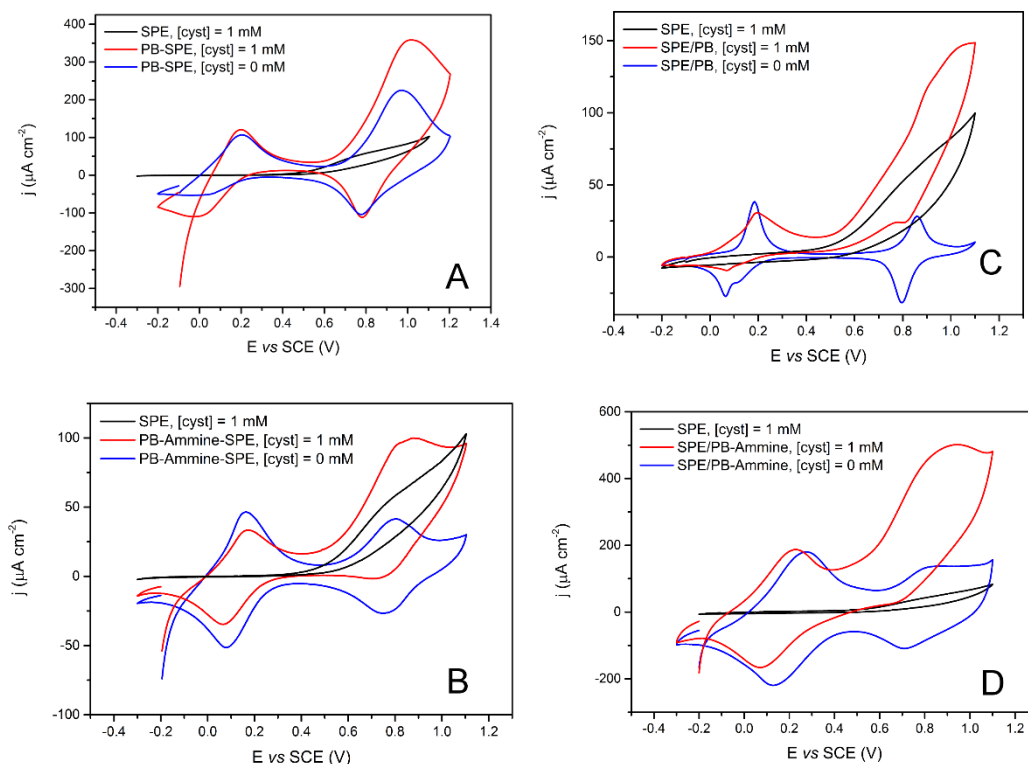 SPE, [cyst] = 1 mM
PB-SPE, [cyst] = 1 mM
PB-SPE, [cyst] = 0 mM
400
300
200
100
0
-100
-200
-300
j (µA cm-2)
A
-0.4 -0.2 0.0 0.2 0.4 0.6 0.8 1.0 1.2 1.4
E vs SCE (V)
SPE, [cyst] = 1 mM
SPE/PB, [cyst] = 1 mM
SPE/PB, [cyst] = 0 mM
150
100
50
0
j (µA cm-2)
C
-0.4 -0.2 0.0 0.2 0.4 0.6 0.8 1.0 1.2
E vs SCE (V)
SPE, [cyst] = 1 mM
PB-Ammine-SPE, [cyst] = 1 mM
PB-Ammine-SPE, [cyst] = 0 mM
100
50
0
-50
-100
j (µA cm-2)
B
-0.4 -0.2 0.0 0.2 0.4 0.6 0.8 1.0 1.2
E vs SCE (V)
SPE, [cyst] = 1 mM
SPE/PB-Ammine, [cyst] = 1 mM
SPE/PB-Ammine, [cyst] = 0 mM
600
400
200
0
-200
j (µA cm-2)
D
-0.4 -0.2 0.0 0.2 0.4 0.6 0.8 1.0 1.2
E vs SCE (V)